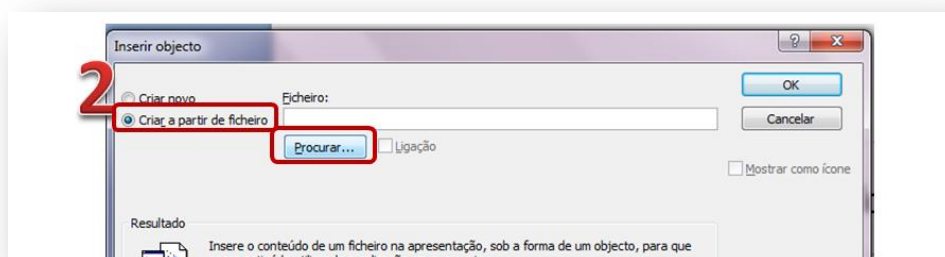 Inserir objecto
2
Criar novo
Ficheiro:
OK
Criar a partir de ficheiro
Cancelar
Procurar...
Ligação
Mostrar como ícone
Resultado
Insere o conteúdo de um ficheiro na apresentação, sob a forma de um objecto, para que